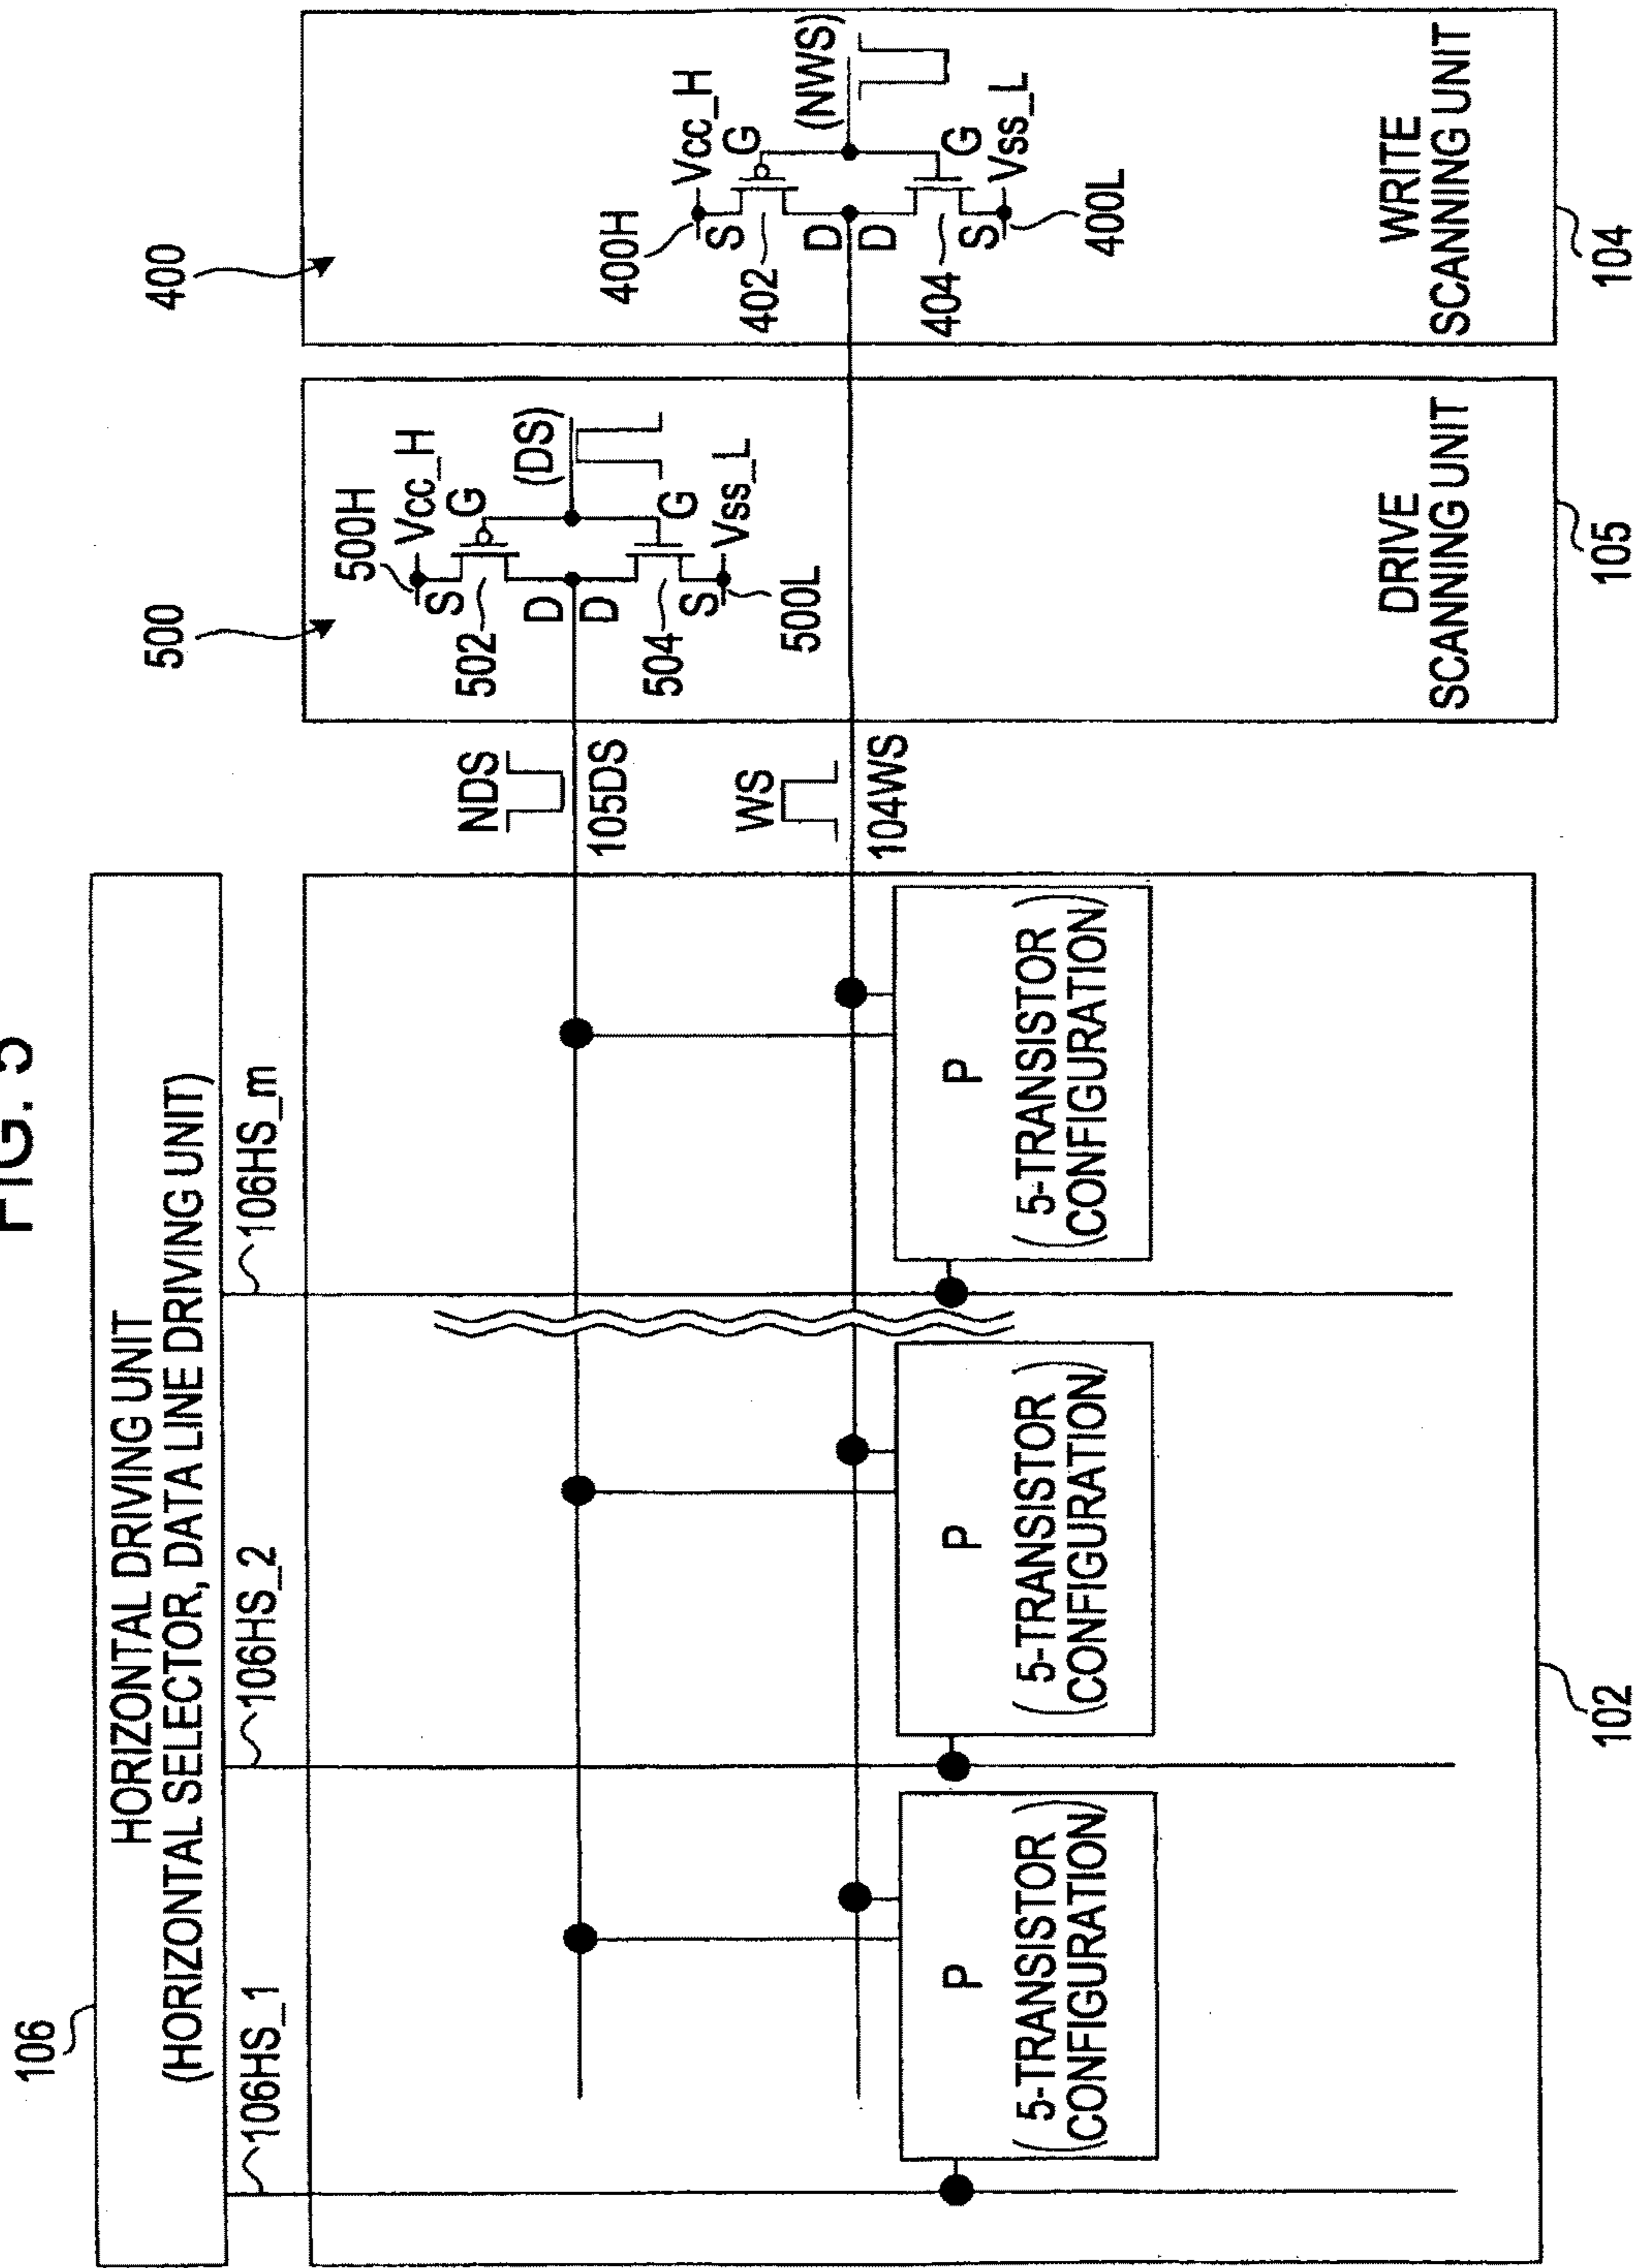 FIG. 5
106
HORIZONTAL DRIVING UNIT
(HORIZONTAL SELECTOR, DATA LINE DRIVING UNIT)
106HS_1
106HS_2
106HS_m
500
400
500H
Vcc_H
S
G
502
D
(DS)
D
504
G
S
Vss_L
500L
400H
Vcc_H
S
G
402
D
(NWS)
D
404
G
S
Vss_L
400L
NDS
105DS
WS
104WS
P
(5-TRANSISTOR
CONFIGURATION)
P
(5-TRANSISTOR
CONFIGURATION)
P
(5-TRANSISTOR
CONFIGURATION)
DRIVE
SCANNING UNIT
WRITE
SCANNING UNIT
102
105
104